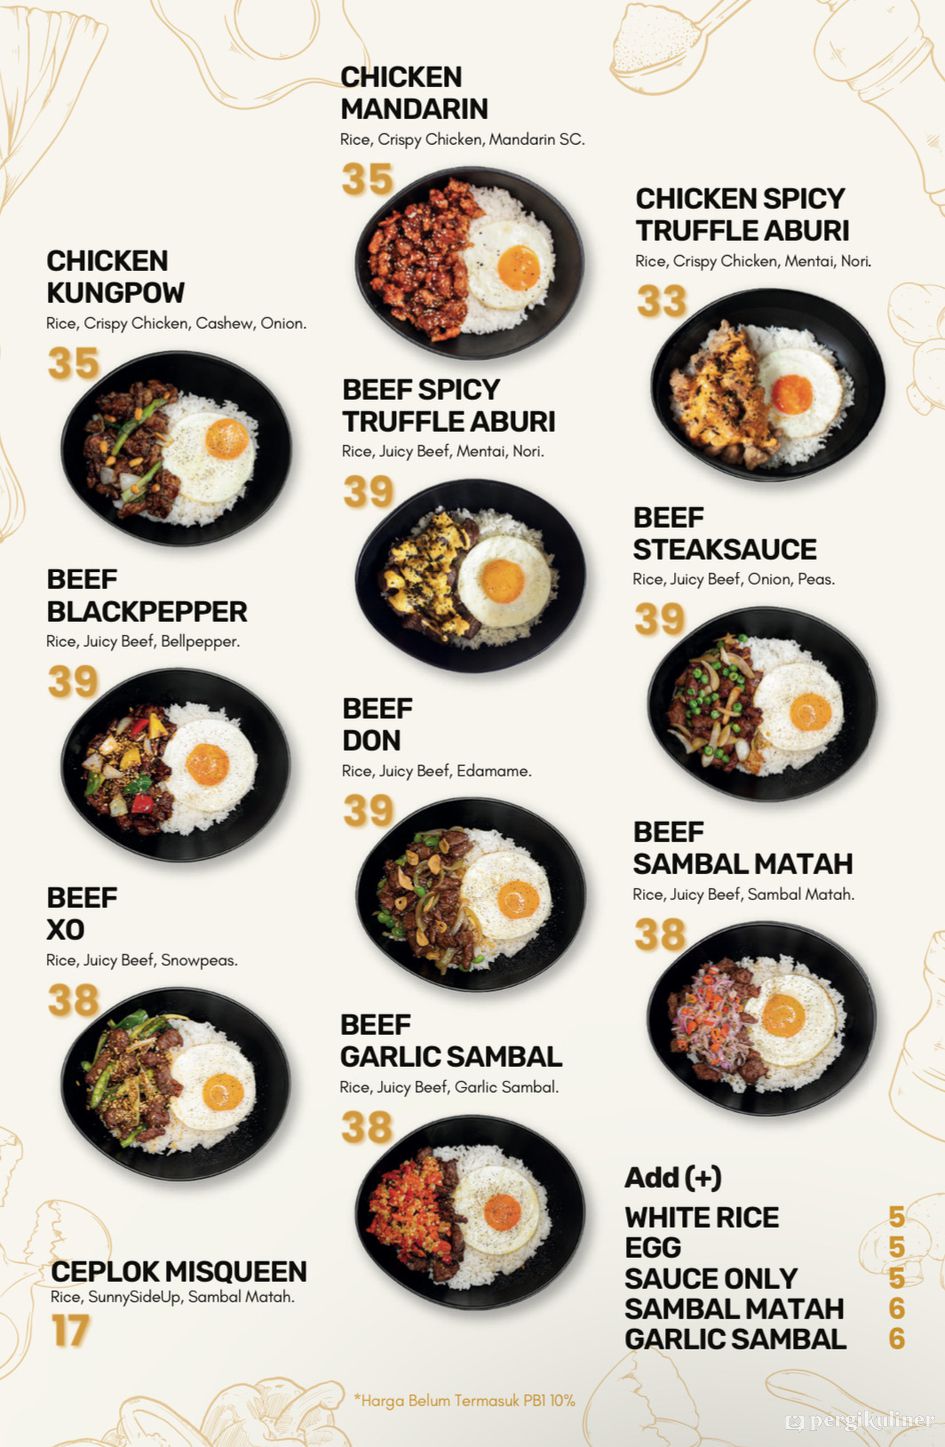 CHICKEN
MANDARIN
Rice, Crispy Chicken, Mandarin SC.
35
CHICKEN SPICY
TRUFFLE ABURI
Rice, Crispy Chicken, Mentai, Nori.
33
CHICKEN
KUNGPOW
Rice, Crispy Chicken, Cashew, Onion.
35
BEEF SPICY
TRUFFLE ABURI
Rice, Juicy Beef, Mentai, Nori.
39
BEEF
STEAKSAUCE
Rice, Juicy Beef, Onion, Peas.
39
BEEF
BLACKPEPPER
Rice, Juicy Beef, Bellpepper.
39
BEEF
DON
Rice, Juicy Beef, Edamame.
39
BEEF
SAMBAL MATAH
Rice, Juicy Beef, Sambal Matah.
38
BEEF
XO
Rice, Juicy Beef, Snowpeas.
38
BEEF
GARLIC SAMBAL
Rice, Juicy Beef, Garlic Sambal.
38
CEPLOK MISQUEEN
Rice, SunnySideUp, Sambal Matah.
17
Add (+)
WHITE RICE 5
EGG 5
SAUCE ONLY 5
SAMBAL MATAH 6
GARLIC SAMBAL 6
*Harga Belum Termasuk PB1 10%
pergikuliner